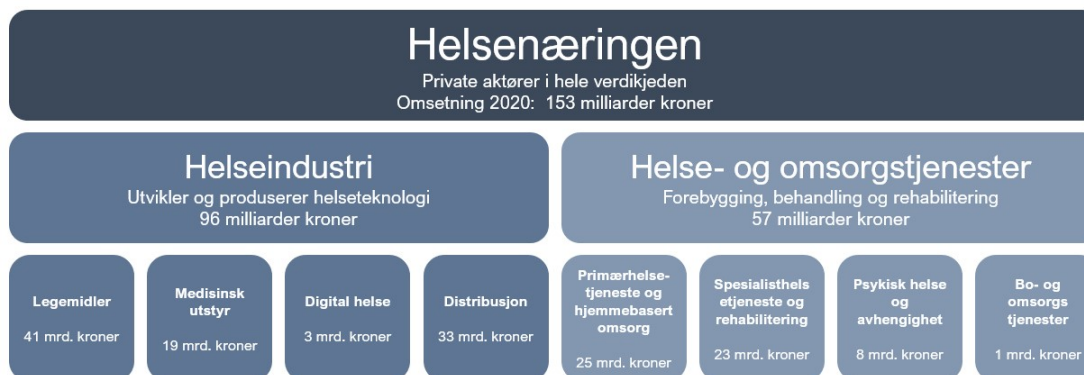 Helsenæringen
Private aktører i hele verdikjeden
Omsetning 2020: 153 milliarder kroner
Helseindustri
Utvikler og produserer helseteknologi
96 milliarder kroner
Helse- og omsorgstjenester
Forebygging, behandling og rehabilitering
57 milliarder kroner
Legemidler
41 mrd. kroner
Medisinsk
utstyr
19 mrd. kroner
Digital helse
3 mrd. kroner
Distribusjon
33 mrd. kroner
Primærhelse-
tjeneste og
hjemmebasert
omsorg
25 mrd. kroner
Spesialisthels
etjeneste og
rehabilitering
23 mrd. kroner
Psykisk helse
og
avhengighet
8 mrd. kroner
Bo- og
omsorgs
tjenester
1 mrd. kroner